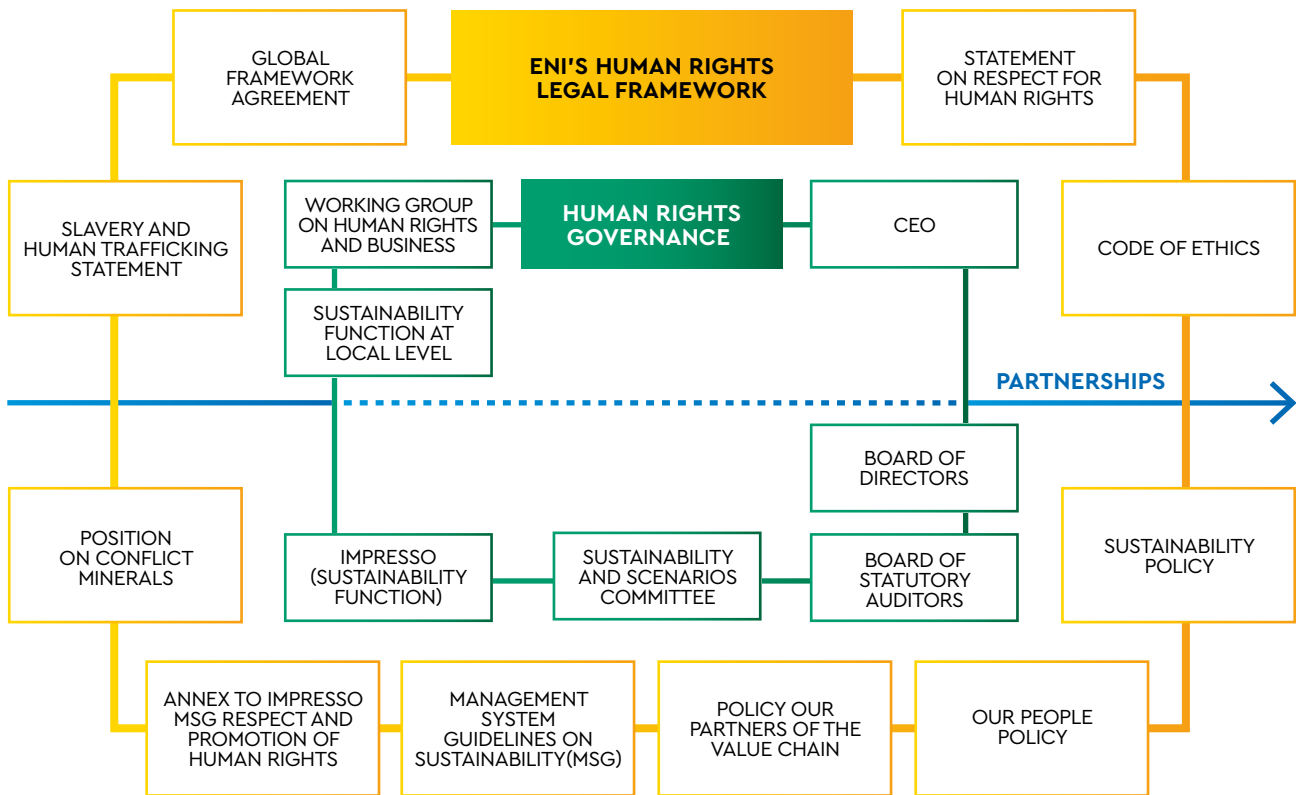 GLOBAL
FRAMEWORK
AGREEMENT
ENI'S HUMAN RIGHTS
LEGAL FRAMEWORK
STATEMENT
ON RESPECT FOR
HUMAN RIGHTS
SLAVERY AND
HUMAN TRAFFICKING
STATEMENT
WORKING GROUP
ON HUMAN RIGHTS
AND BUSINESS
HUMAN RIGHTS
GOVERNANCE
CEO
CODE OF ETHICS
SUSTAINABILITY
FUNCTION AT
LOCAL LEVEL
PARTNERSHIPS
BOARD OF
DIRECTORS
POSITION
ON CONFLICT
MINERALS
IMPRESSO
(SUSTAINABILITY
FUNCTION)
SUSTAINABILITY
AND SCENARIOS
COMMITTEE
BOARD OF
STATUTORY
AUDITORS
SUSTAINABILITY
POLICY
ANNEX TO IMPRESSO
MSG RESPECT AND
PROMOTION OF
HUMAN RIGHTS
MANAGEMENT
SYSTEM
GUIDELINES ON
SUSTAINABILITY(MSG)
POLICY OUR
PARTNERS OF THE
VALUE CHAIN
OUR PEOPLE
POLICY